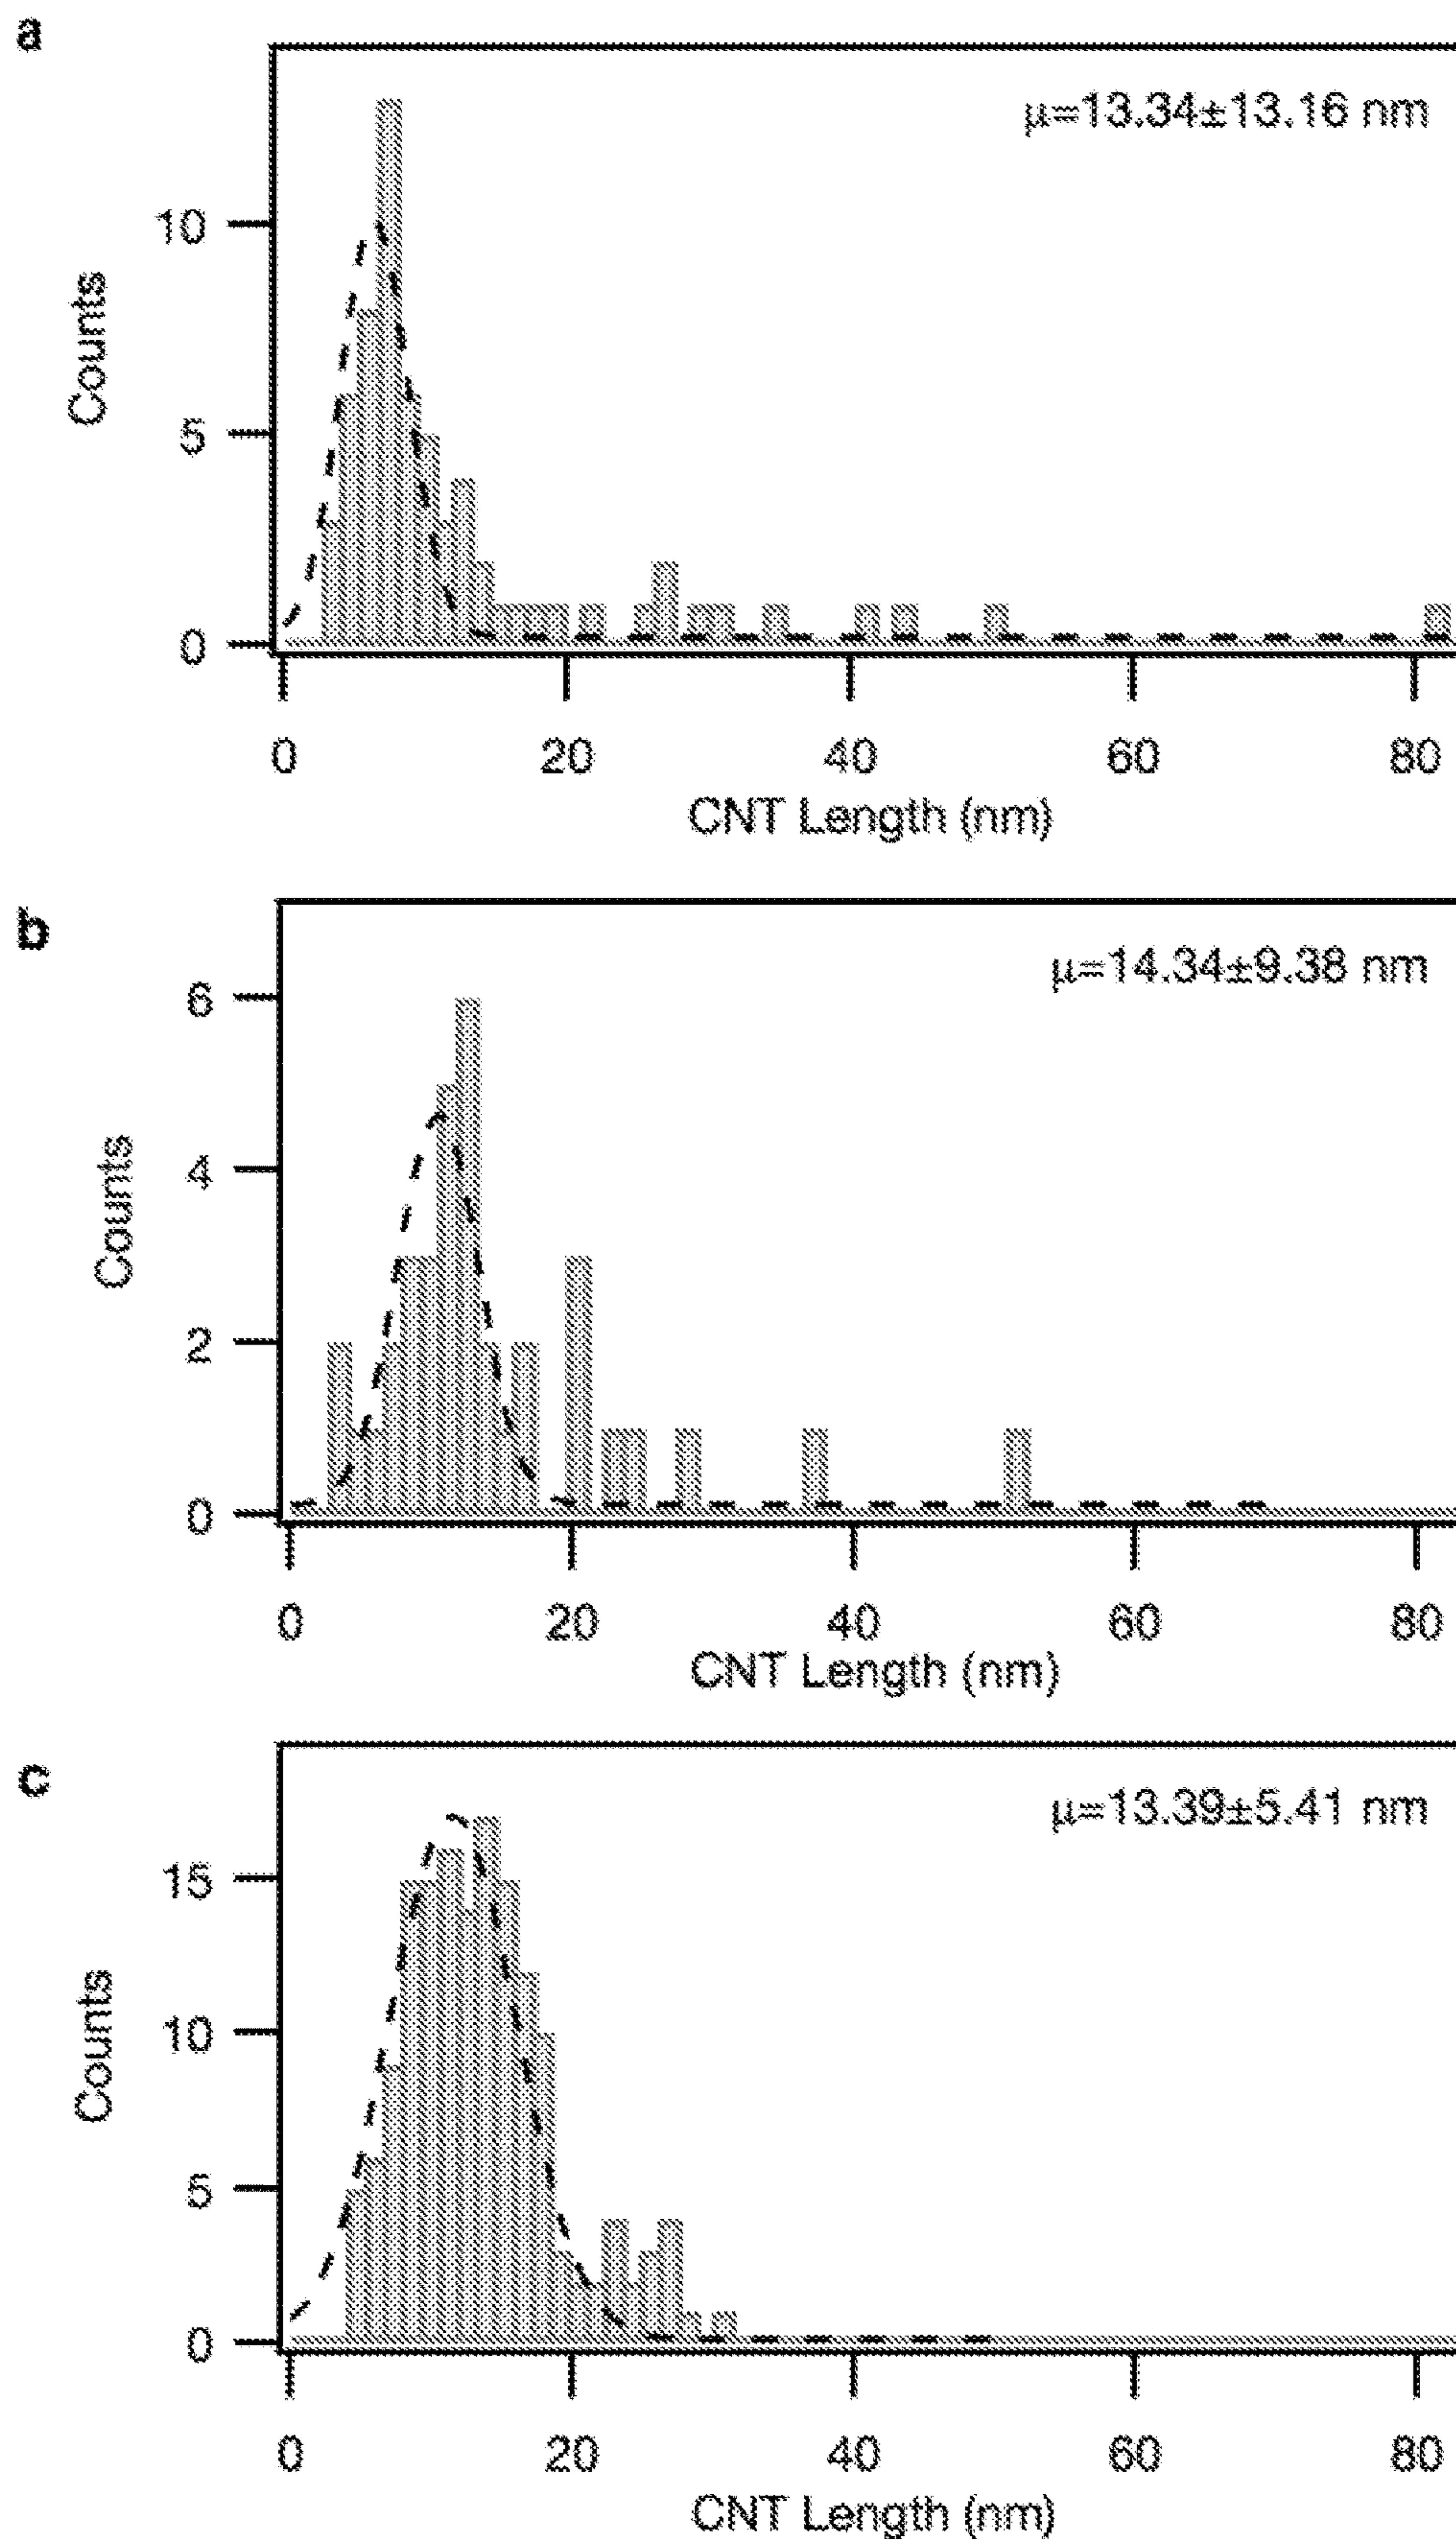 a
μ=13.34±13.16 nm
10
5
0
Counts
0 20 40 60 80
CNT Length (nm)
b
μ=14.34±9.38 nm
6
4
2
0
Counts
0 20 40 60 80
CNT Length (nm)
c
μ=13.39±5.41 nm
15
10
5
0
Counts
0 20 40 60 80
CNT Length (nm)